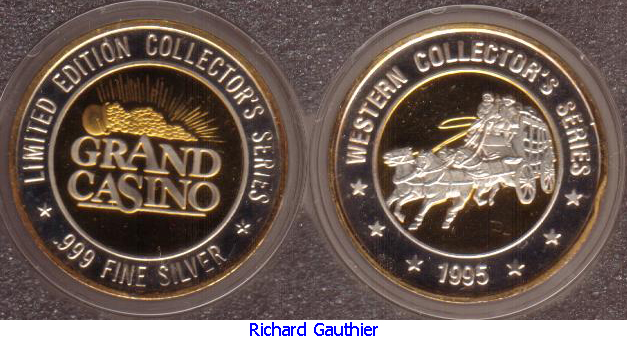 LIMITED EDITION COLLECTOR'S SERIES
GRAND
CASINO
.999 FINE SILVER
WESTERN COLLECTOR'S SERIES
1995
Richard Gauthier